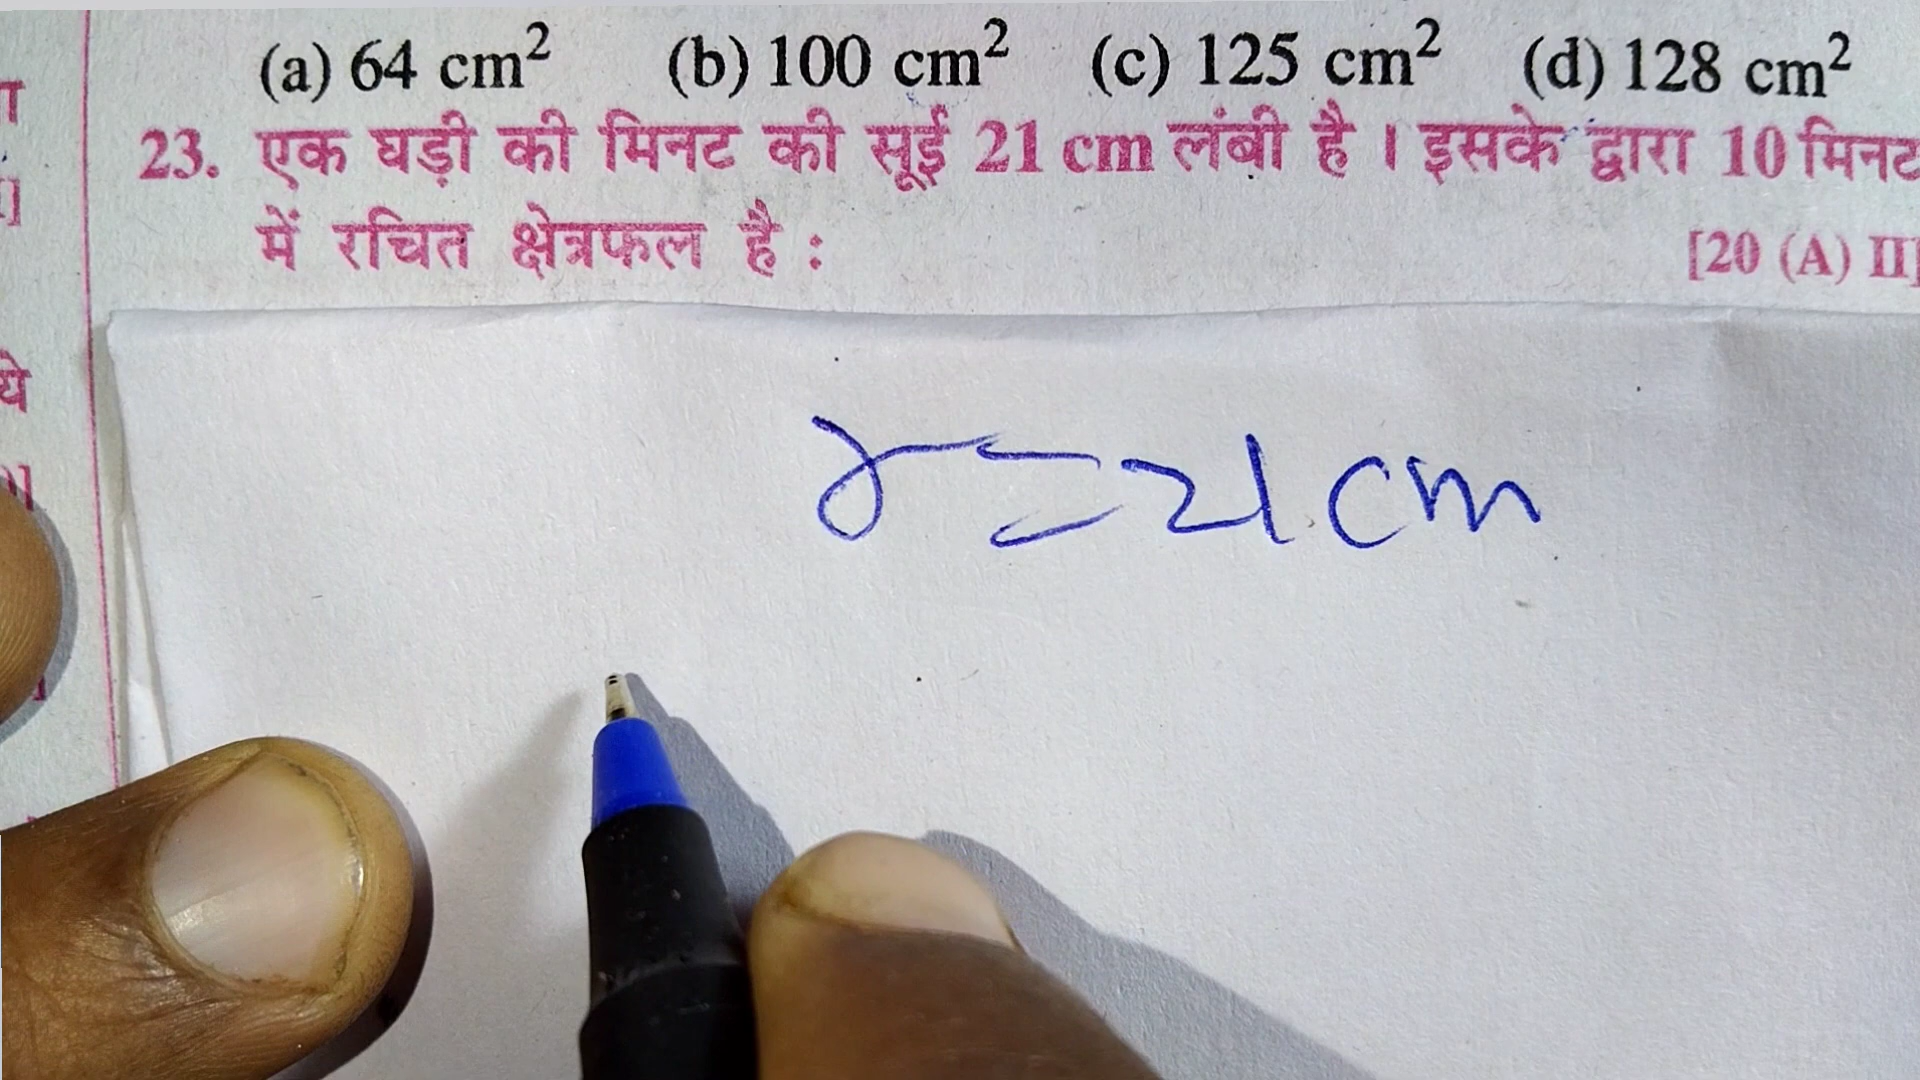 (a) 64 cm² (b) 100 cm² (c) 125 cm² (d) 128 cm²
23. एक घड़ी की मिनट की सूई 21 cm लंबी है । इसके द्वारा 10 मिनट
में रचित क्षेत्रफल है : [20 (A) II]
r = 21 cm
ये